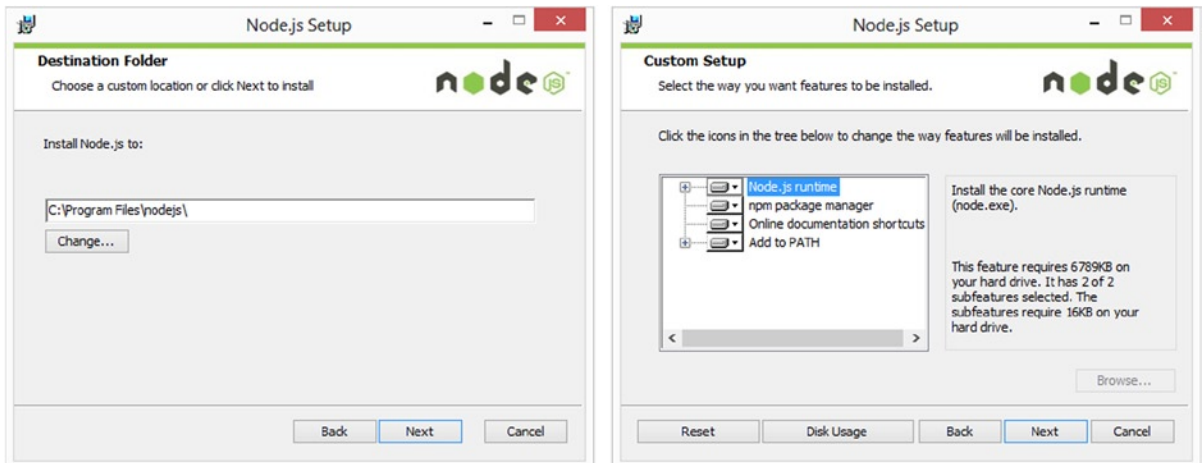 Node.js Setup
Destination Folder
Choose a custom location or click Next to install
node JS
Install Node.js to:
C:\Program Files\nodejs\
Change...
Back Next Cancel
Node.js Setup
Custom Setup
Select the way you want features to be installed.
node JS
Click the icons in the tree below to change the way features will be installed.
Node.js runtime
npm package manager
Online documentation shortcuts
Add to PATH
Install the core Node.js runtime
(node.exe).
This feature requires 6789KB on
your hard drive. It has 2 of 2
subfeatures selected. The
subfeatures require 16KB on your
hard drive.
Browse...
Reset Disk Usage Back Next Cancel